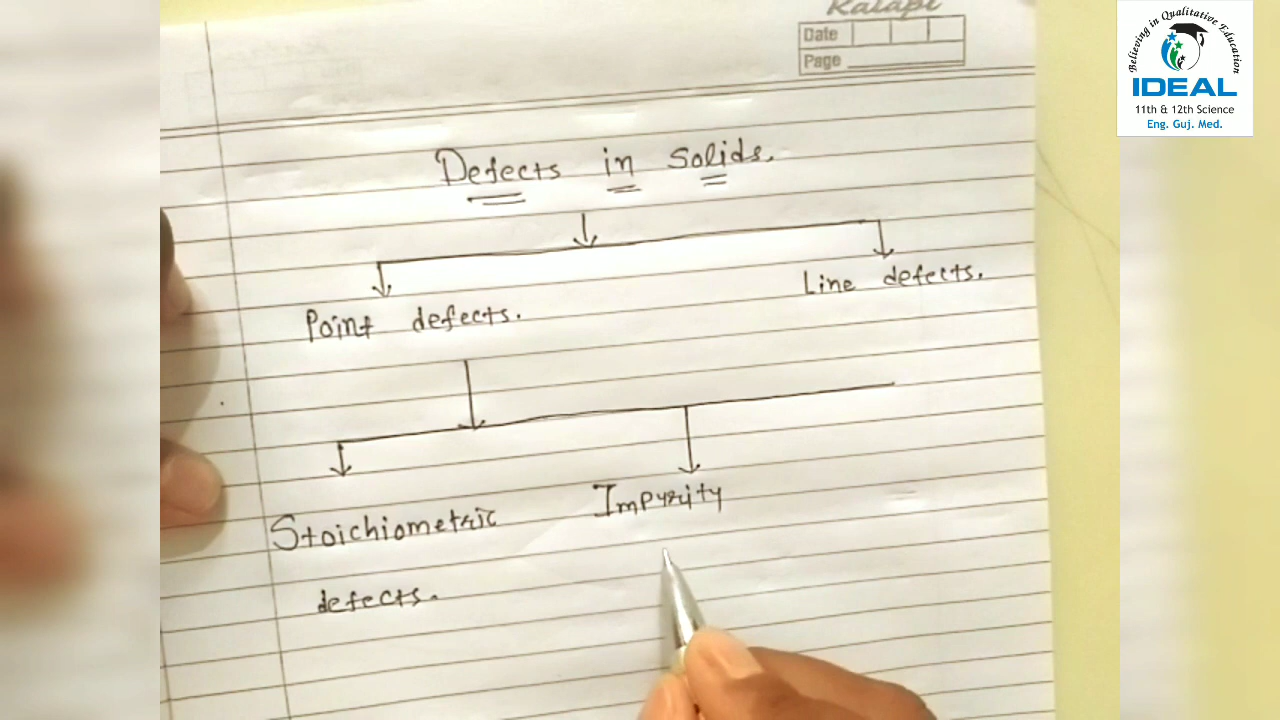 Kalapi
Date
Page
Believing in Qualitative Education
IDEAL
11th & 12th Science
Eng. Guj. Med.
Defects in Solids.
Point defects.
Line defects.
Stoichiometric
defects.
Impurity